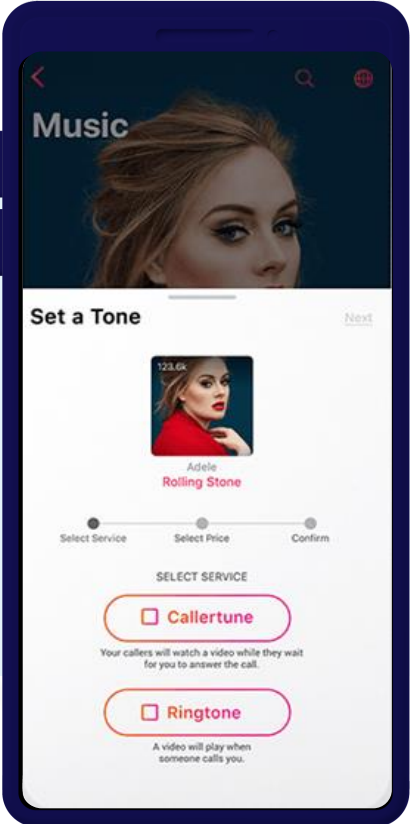 Music
Set a Tone
Next
123.6k
Adele
Rolling Stone
Select Service
Select Price
Confirm
SELECT SERVICE
Callertune
Your callers will watch a video while they wait
for you to answer the call.
Ringtone
A video will play when
someone calls you.